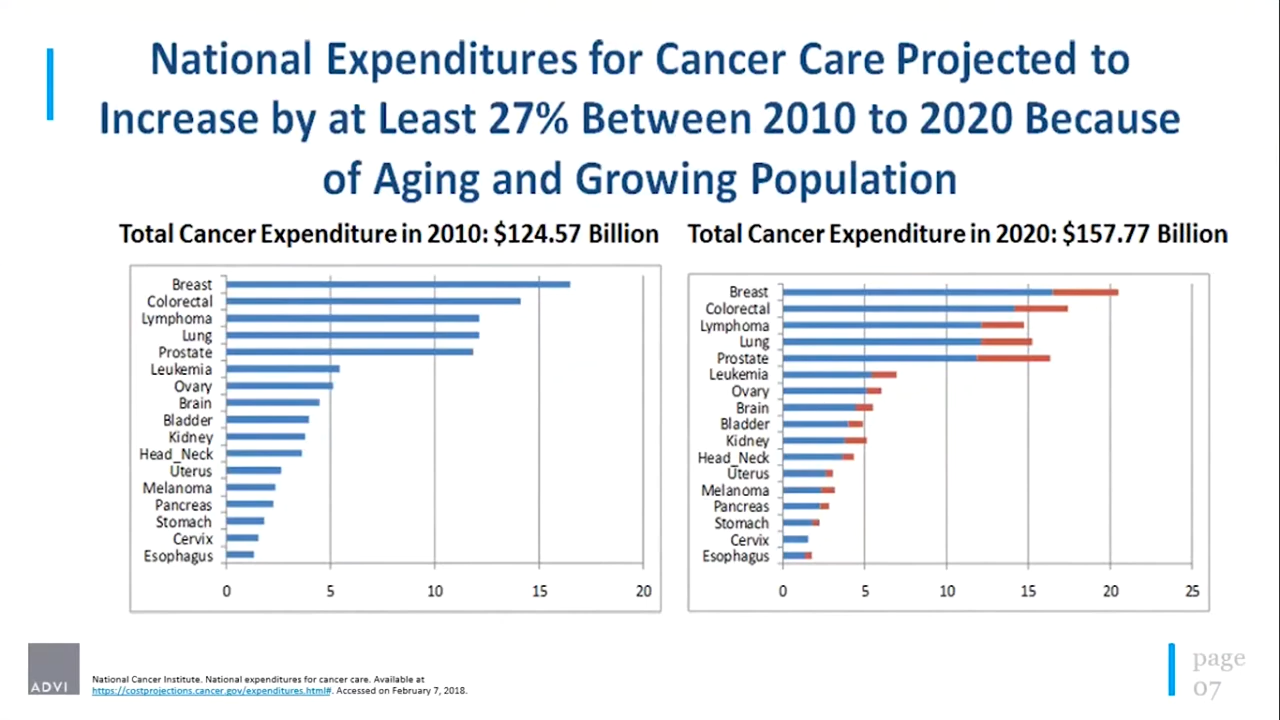 National Expenditures for Cancer Care Projected to
Increase by at Least 27% Between 2010 to 2020 Because
of Aging and Growing Population
Total Cancer Expenditure in 2010: $124.57 Billion
Breast
Colorectal
Lymphoma
Lung
Prostate
Leukemia
Ovary
Brain
Bladder
Kidney
Head_Neck
Uterus
Melanoma
Pancreas
Stomach
Cervix
Esophagus
0 5 10 15 20
Total Cancer Expenditure in 2020: $157.77 Billion
Breast
Colorectal
Lymphoma
Lung
Prostate
Leukemia
Ovary
Brain
Bladder
Kidney
Head_Neck
Uterus
Melanoma
Pancreas
Stomach
Cervix
Esophagus
0 5 10 15 20 25
ADVI
National Cancer Institute. National expenditures for cancer care. Available at
https://costprojections.cancer.gov/expenditures.html#. Accessed on February 7, 2018.
page
07